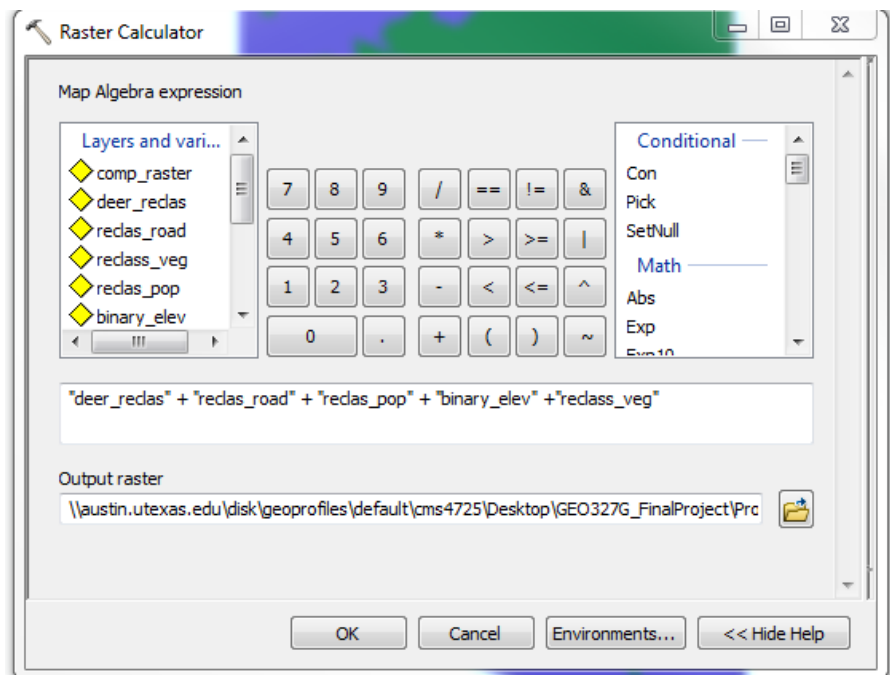 Raster Calculator
Map Algebra expression
Layers and vari...
comp_raster
deer_reclas
reclas_road
reclass_veg
reclas_pop
binary_elev
7 8 9 / == != &
4 5 6 * > >= |
1 2 3 - < <= ^
0 . + ( ) ~
Conditional
Con
Pick
SetNull
Math
Abs
Exp
Exp10
"deer_reclas" + "reclas_road" + "reclas_pop" + "binary_elev" +"reclass_veg"
Output raster
\\austin.utexas.edu\disk\geoprofiles\default\cms4725\Desktop\GEO327G_FinalProject\Prc
OK Cancel Environments... << Hide Help